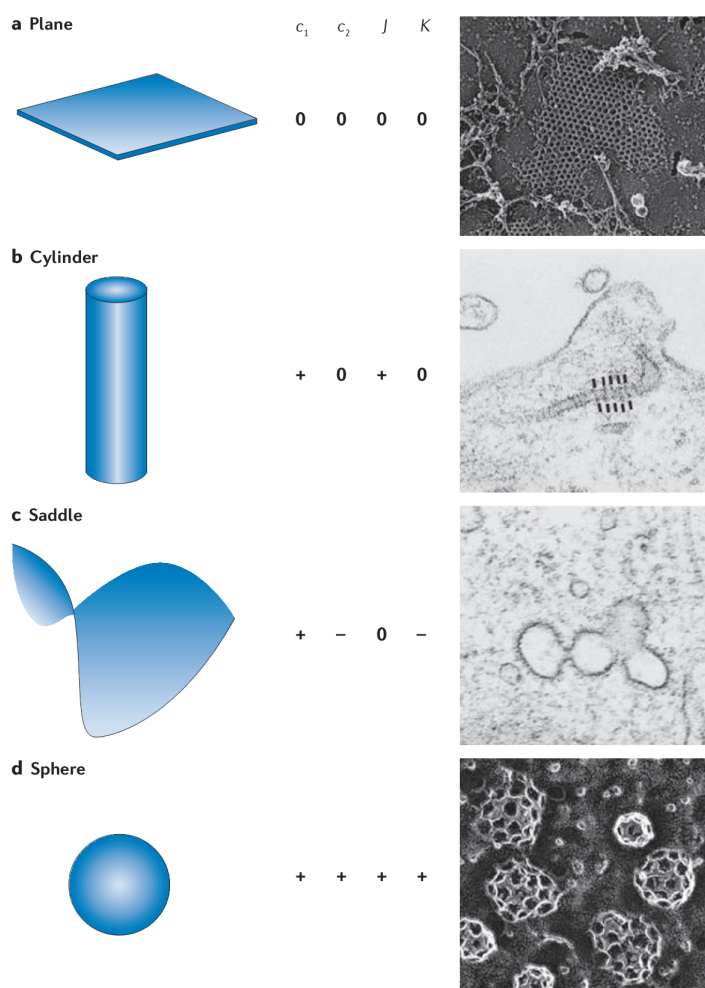 a Plane c₁ c₂ J K
0 0 0 0
b Cylinder
+ 0 + 0
c Saddle
+ – 0 –
d Sphere
+ + + +